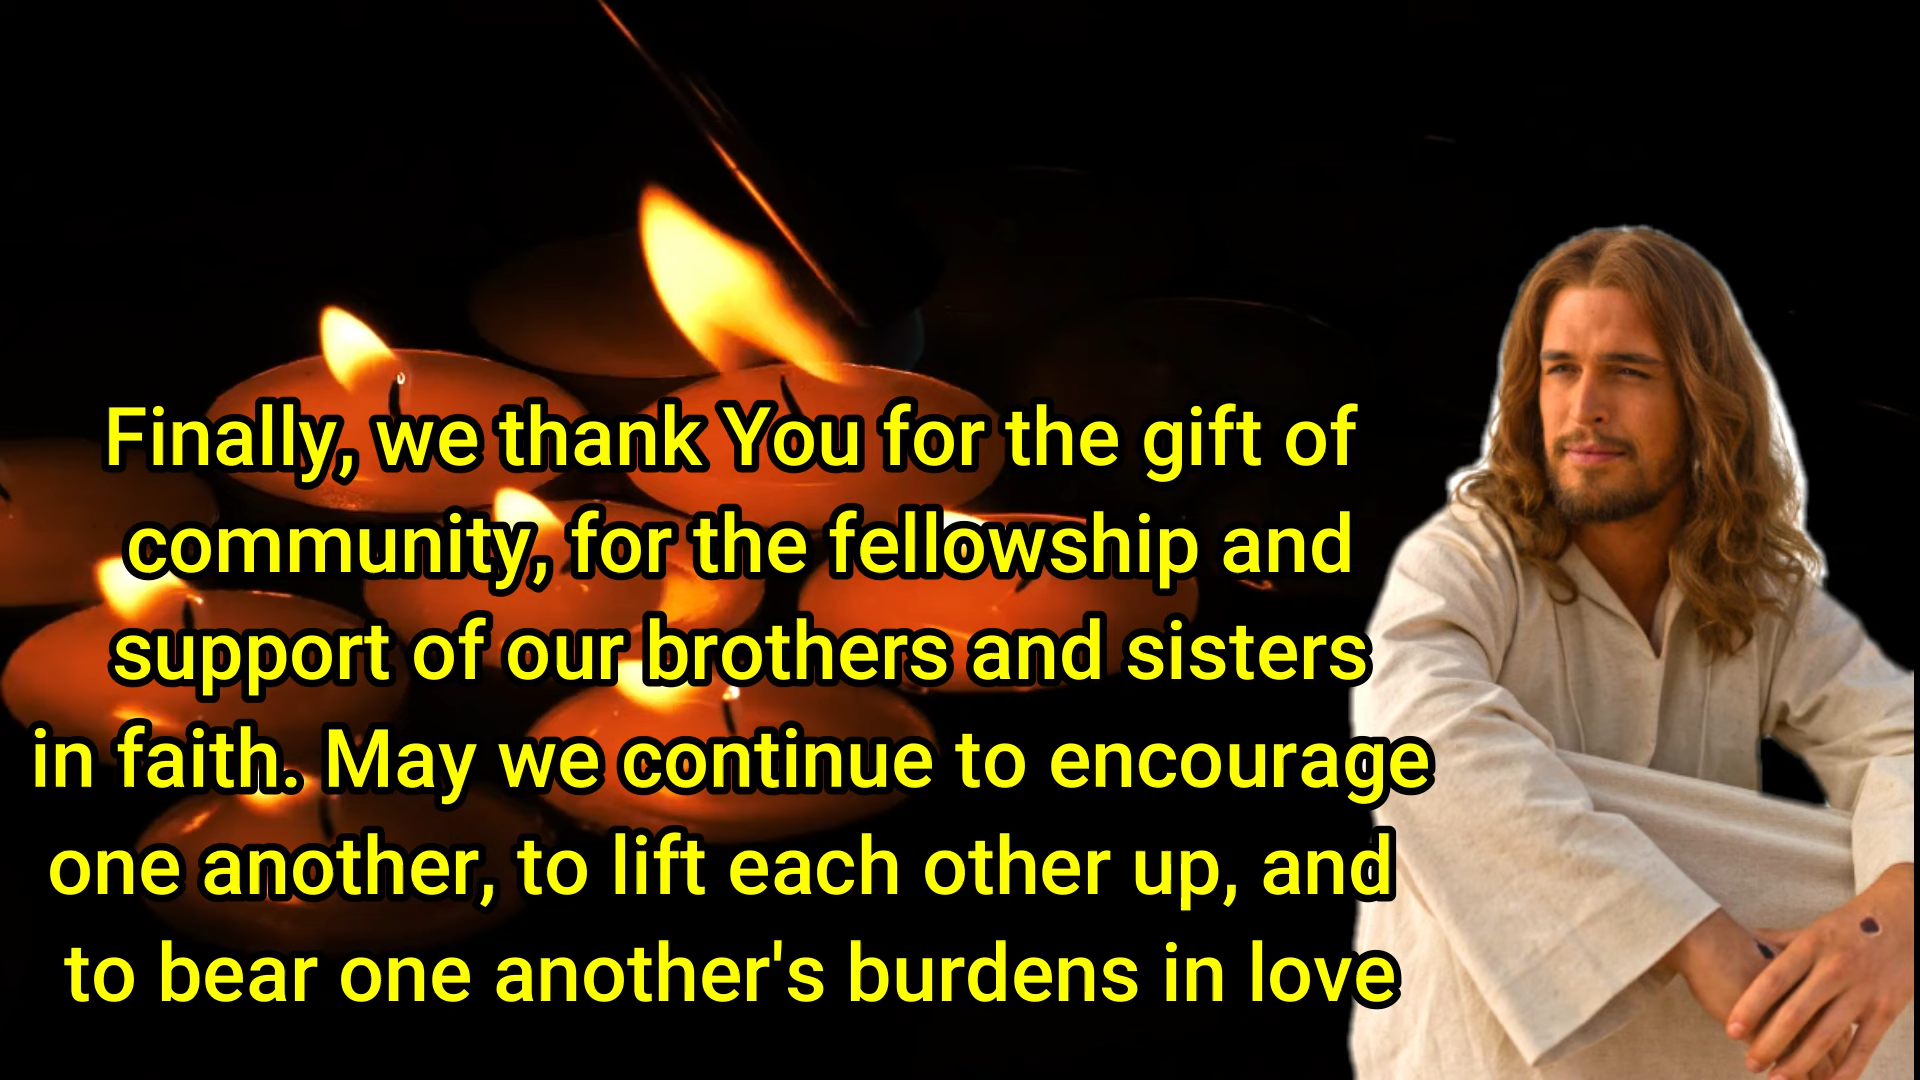 Finally, we thank You for the gift of
community, for the fellowship and
support of our brothers and sisters
in faith. May we continue to encourage
one another, to lift each other up, and
to bear one another's burdens in love